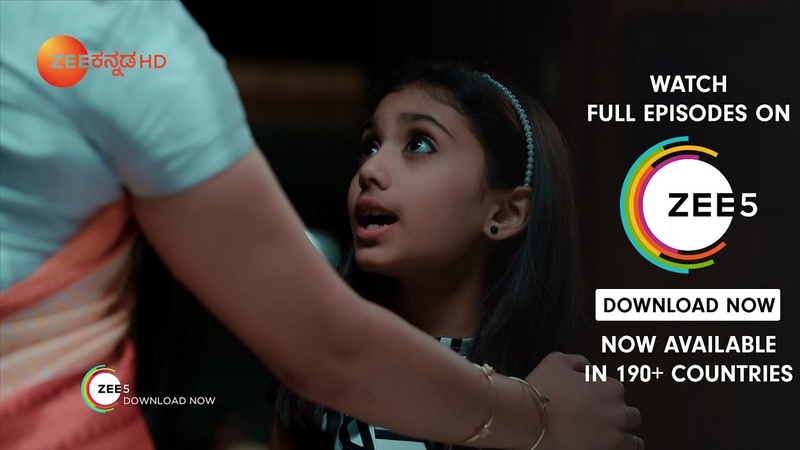 ZEEಕನ್ನಡHD
WATCH
FULL EPISODES ON
ZEE5
DOWNLOAD NOW
NOW AVAILABLE
IN 190+ COUNTRIES
ZEE5
DOWNLOAD NOW